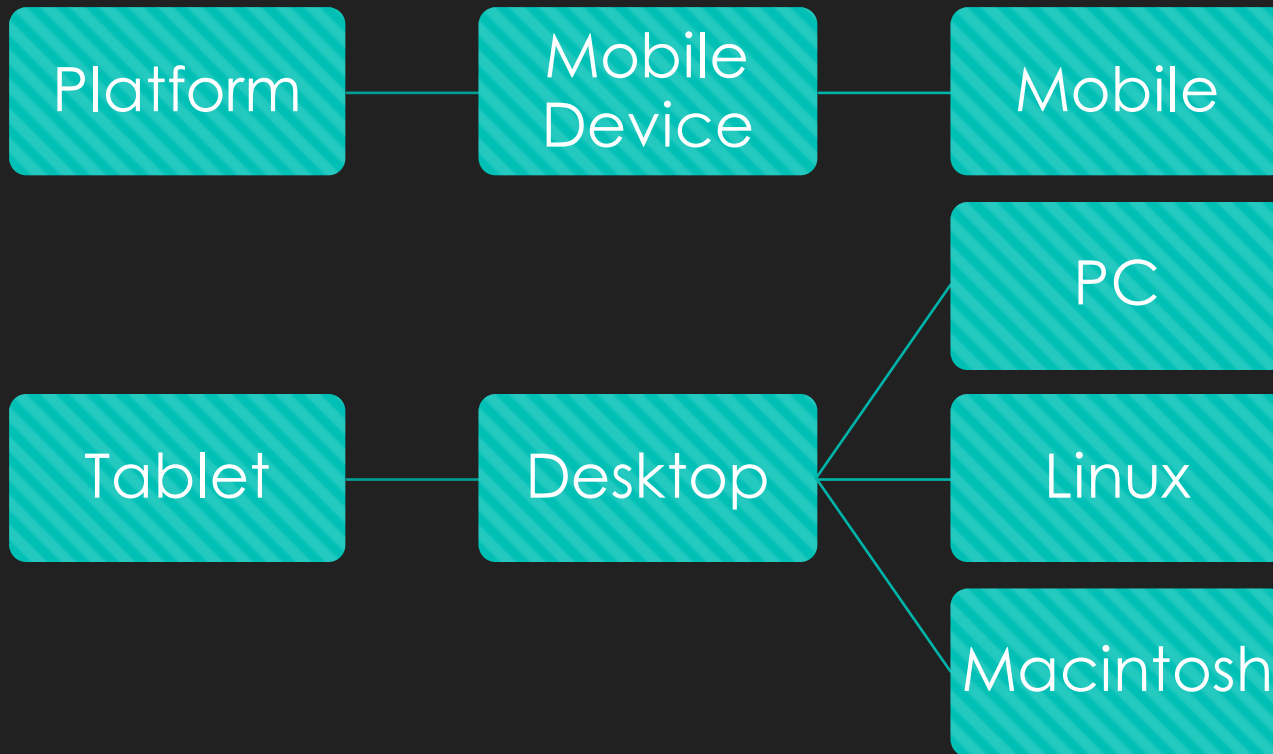 Platform
Mobile
Device
Mobile
PC
Tablet
Desktop
Linux
Macintosh